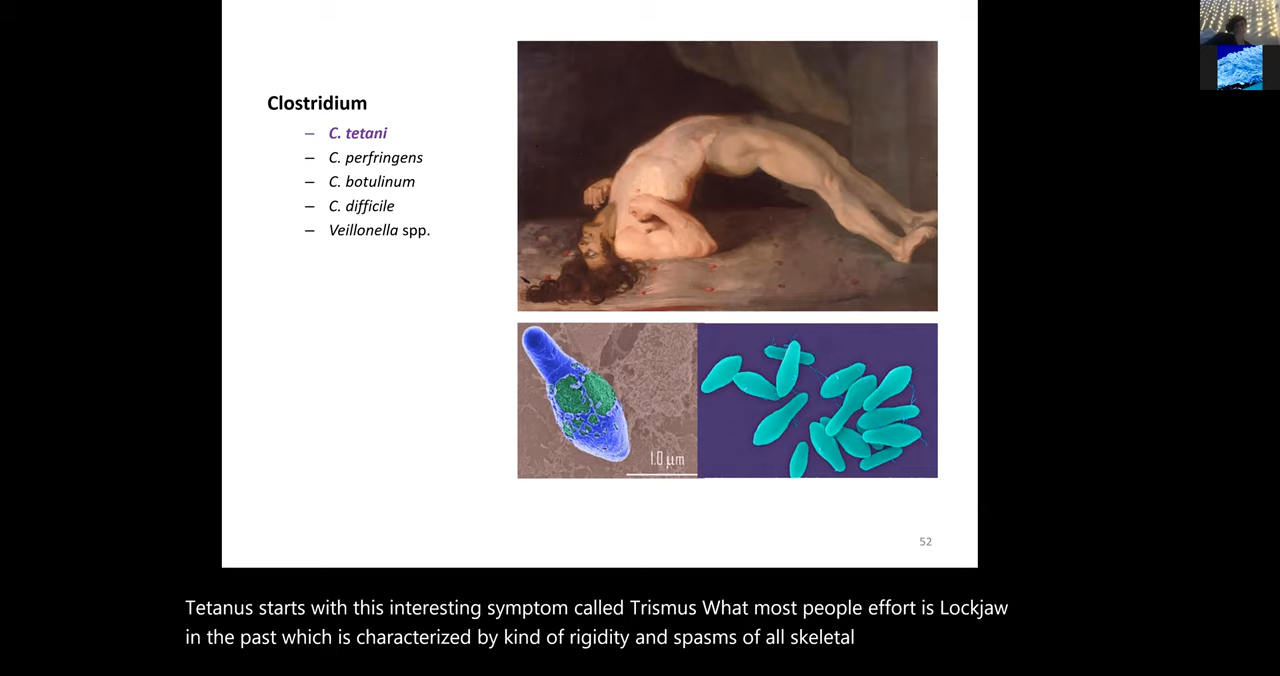 Clostridium
– C. tetani
– C. perfringens
– C. botulinum
– C. difficile
– Veillonella spp.
1.0 µm
52
Tetanus starts with this interesting symptom called Trismus What most people effort is Lockjaw
in the past which is characterized by kind of rigidity and spasms of all skeletal